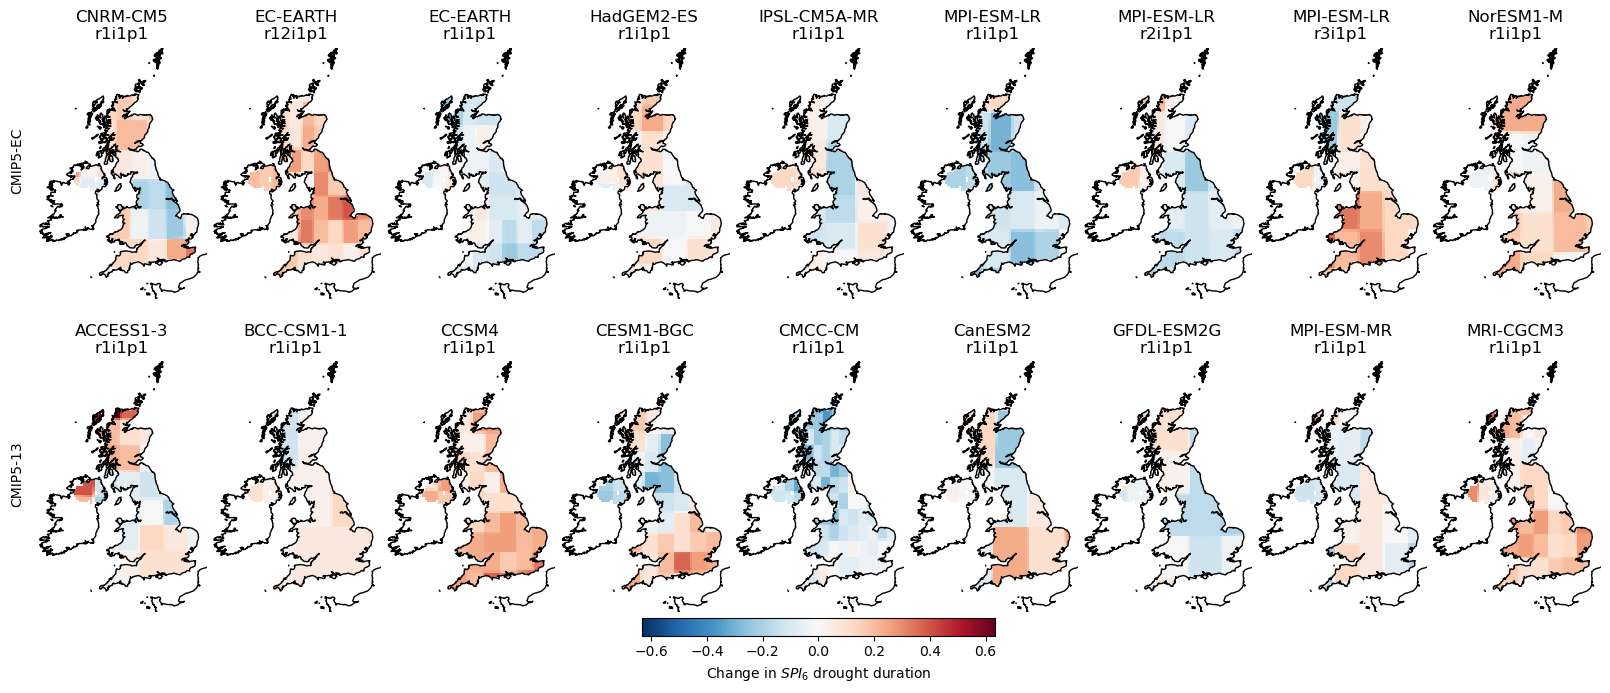 CNRM-CM5 EC-EARTH EC-EARTH HadGEM2-ES IPSL-CM5A-MR MPI-ESM-LR MPI-ESM-LR MPI-ESM-LR NorESM1-M
r1i1p1 r12i1p1 r1i1p1 r1i1p1 r1i1p1 r1i1p1 r2i1p1 r3i1p1 r1i1p1
CMIP5-EC
ACCESS1-3 BCC-CSM1-1 CCSM4 CESM1-BGC CMCC-CM CanESM2 GFDL-ESM2G MPI-ESM-MR MRI-CGCM3
r1i1p1 r1i1p1 r1i1p1 r1i1p1 r1i1p1 r1i1p1 r1i1p1 r1i1p1 r1i1p1
CMIP5-13
−0.6 −0.4 −0.2 0.0 0.2 0.4 0.6
Change in SPI₆ drought duration